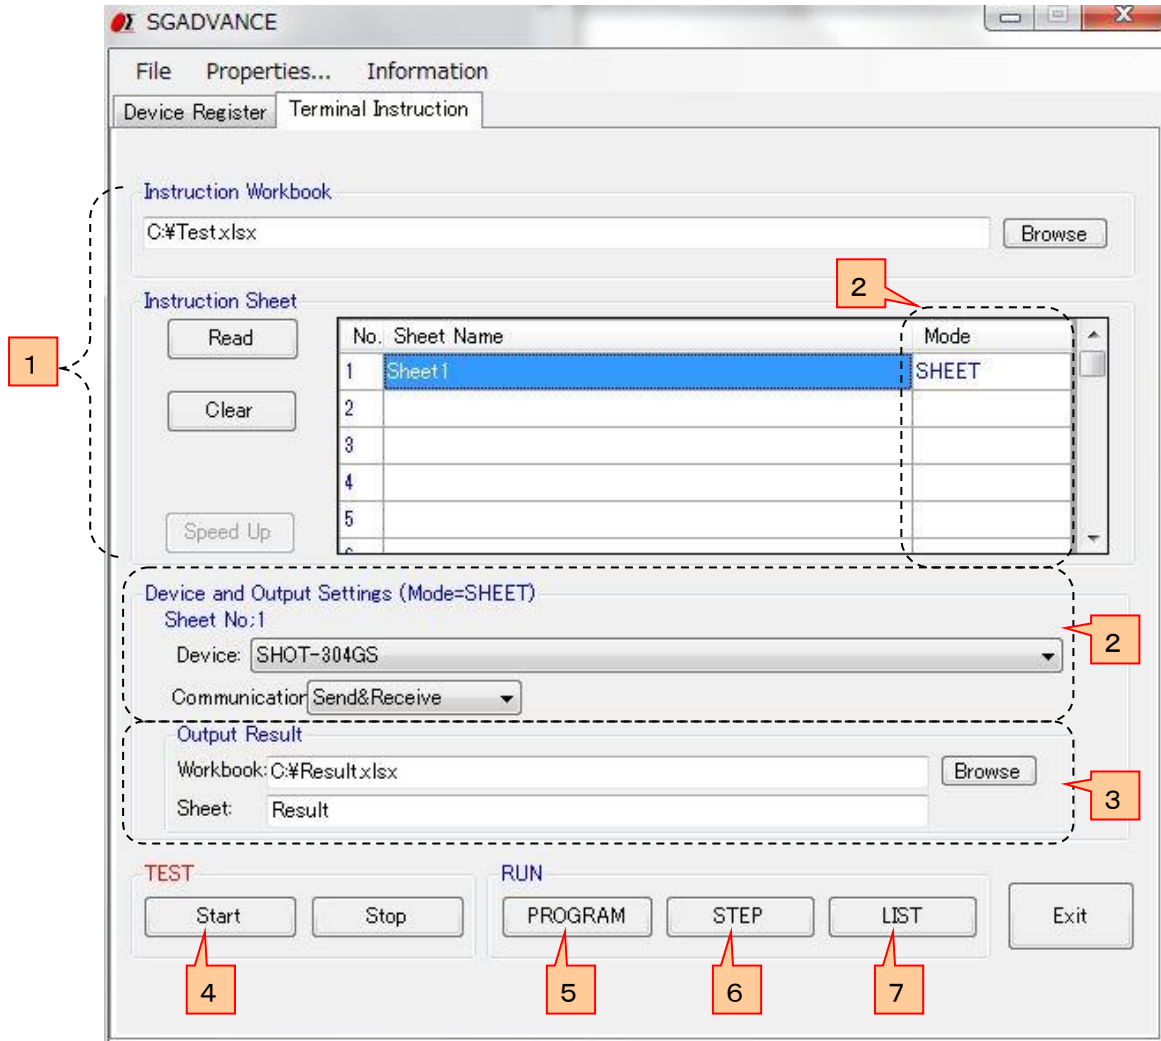 SGADVANCE
X
File Properties... Information
Device Register Terminal Instruction
Instruction Workbook
C:¥Test.xlsx Browse
2
Instruction Sheet
Read No. Sheet Name Mode
1
1 Sheet1 SHEET
Clear 2
3
4
Speed Up 5
Device and Output Settings (Mode=SHEET)
Sheet No:1
2
Device: SHOT-304GS
Communication Send&Receive
Output Result
Workbook: C:¥Result.xlsx Browse
3
Sheet: Result
TEST RUN
Start Stop PROGRAM STEP LIST Exit
4 5 6 7